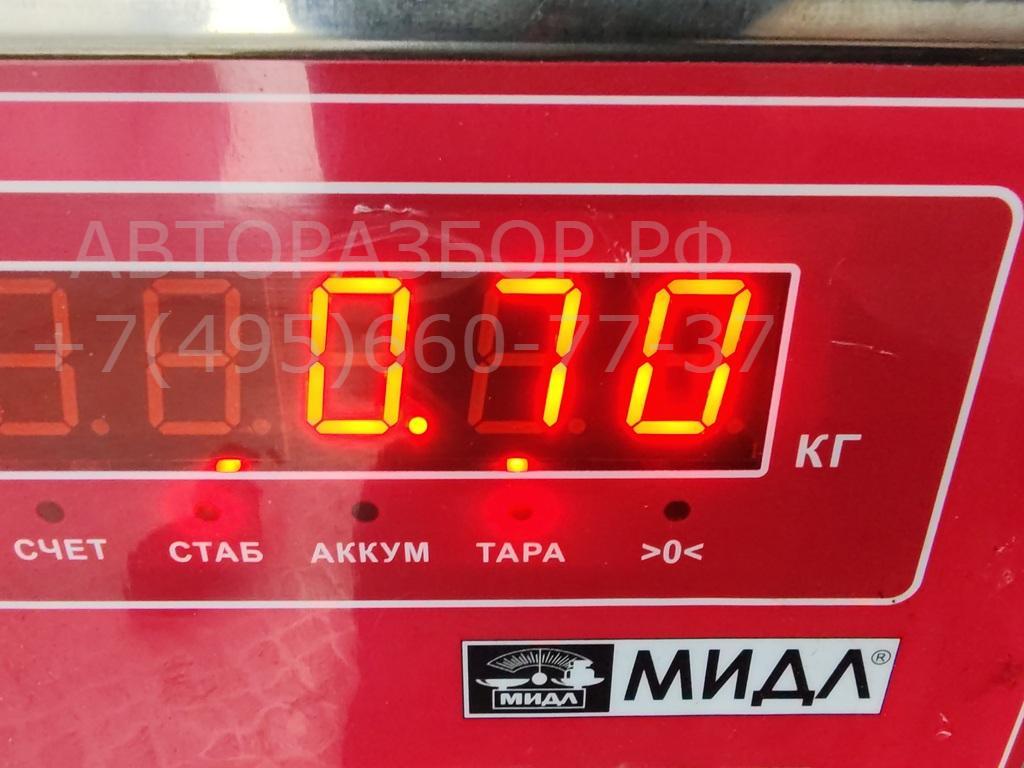 АВТОРАЗБОР.РФ
0.70
+7(495)660-77-37
КГ
СЧЕТ СТАБ АККУМ ТАРА >0<
МИДЛ МИДЛ®